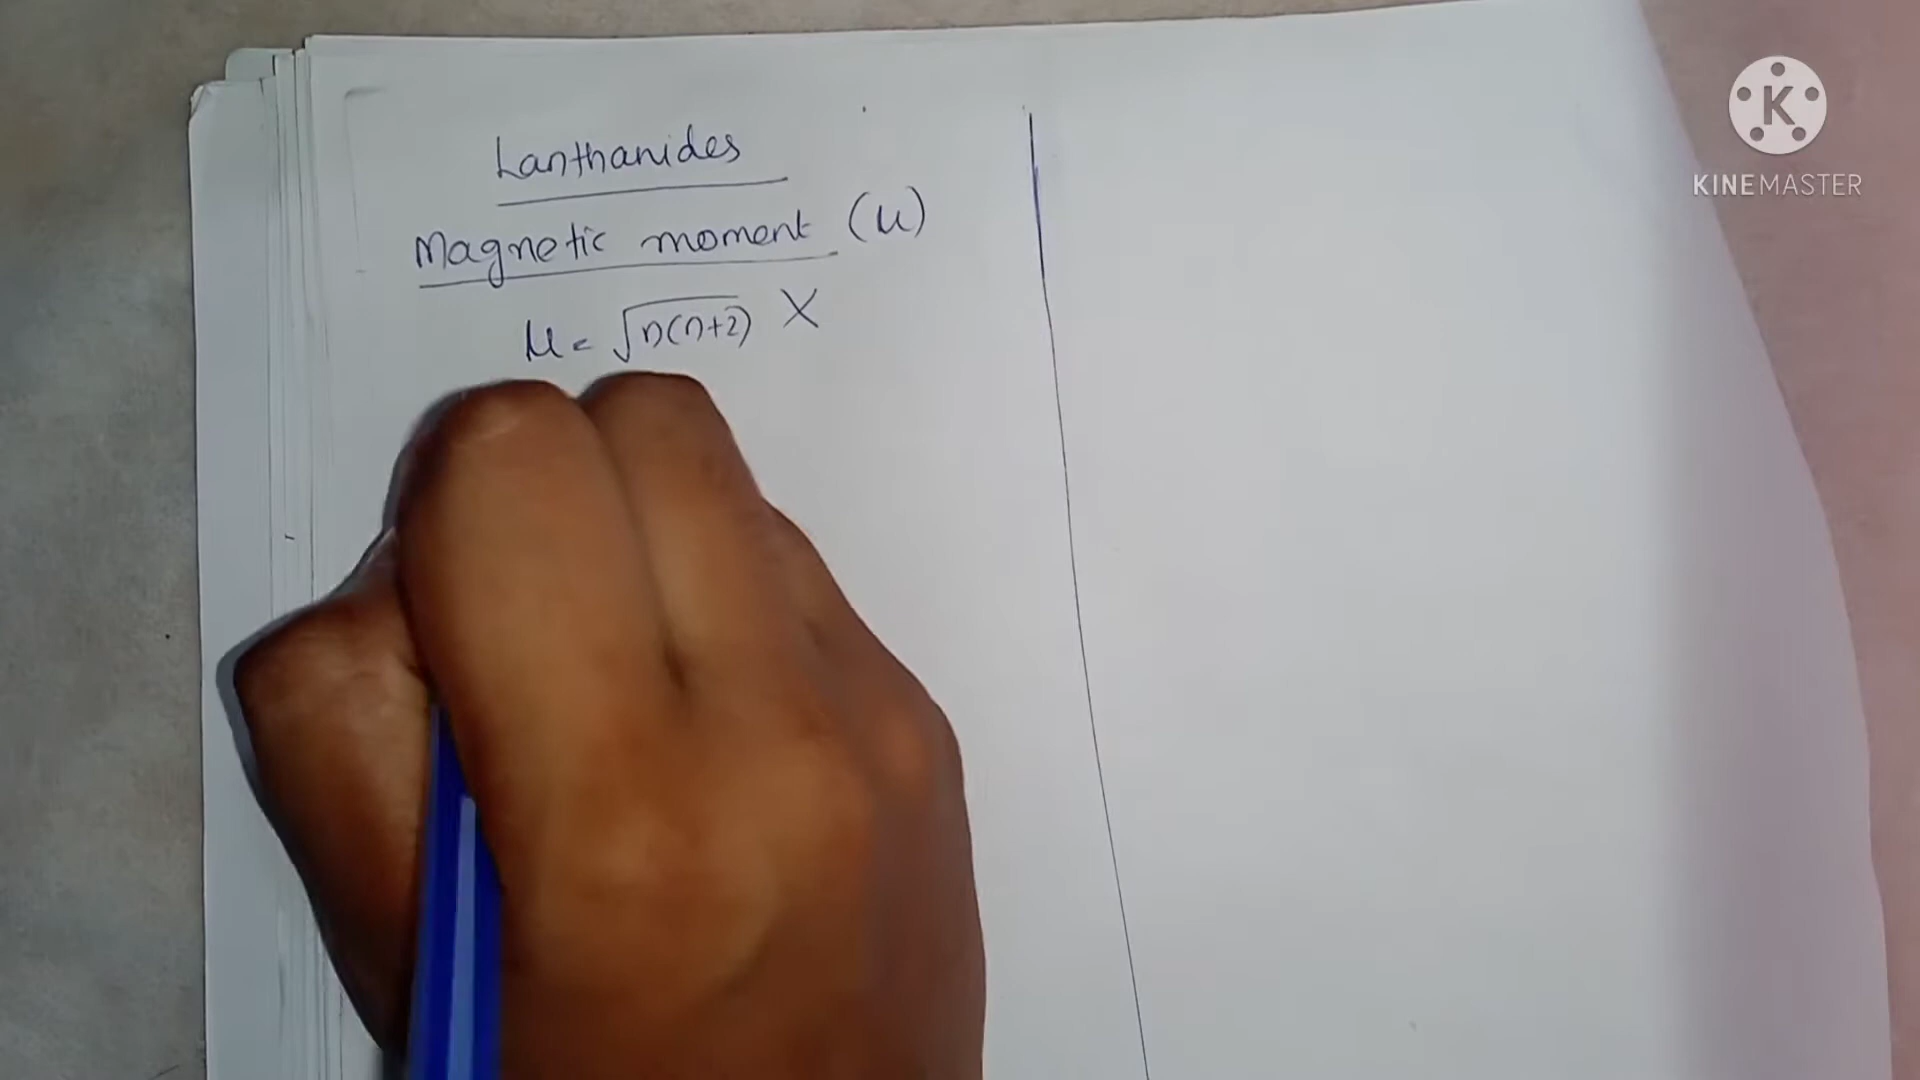 Lanthanides
Magnetic moment (μ)
μ = √n(n+2) X
K
KINEMASTER